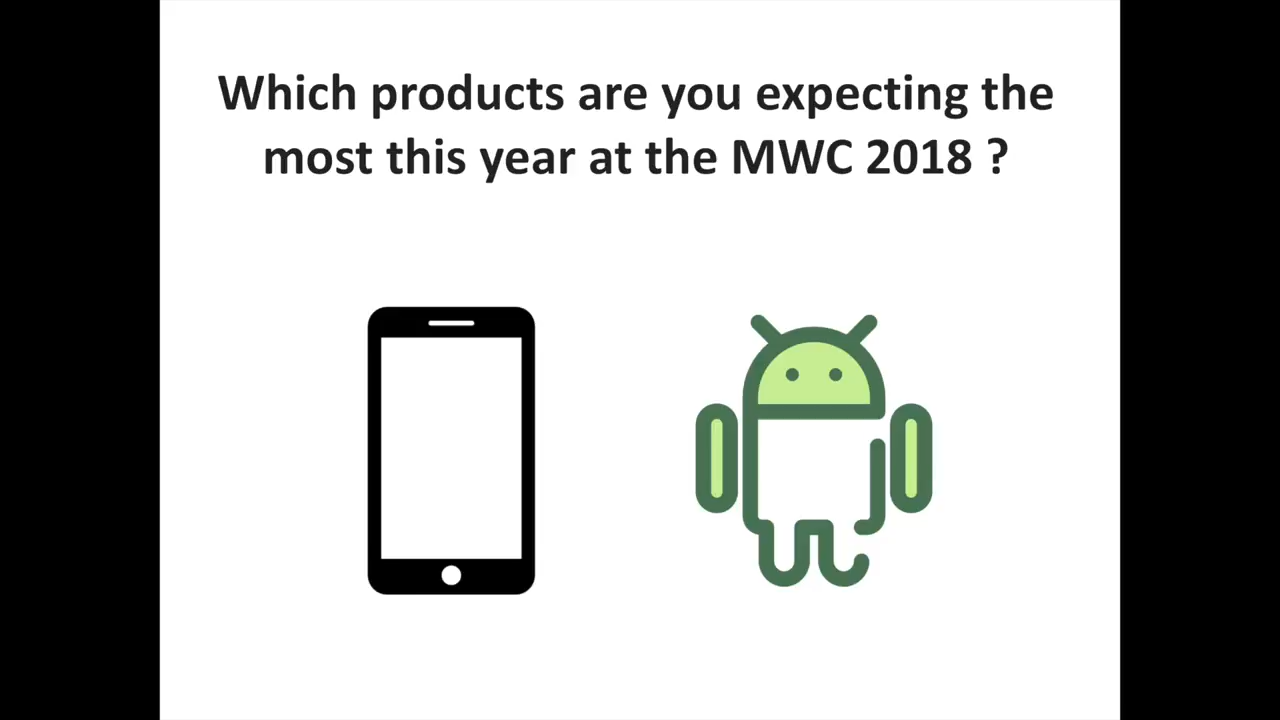 Which products are you expecting the
most this year at the MWC 2018 ?